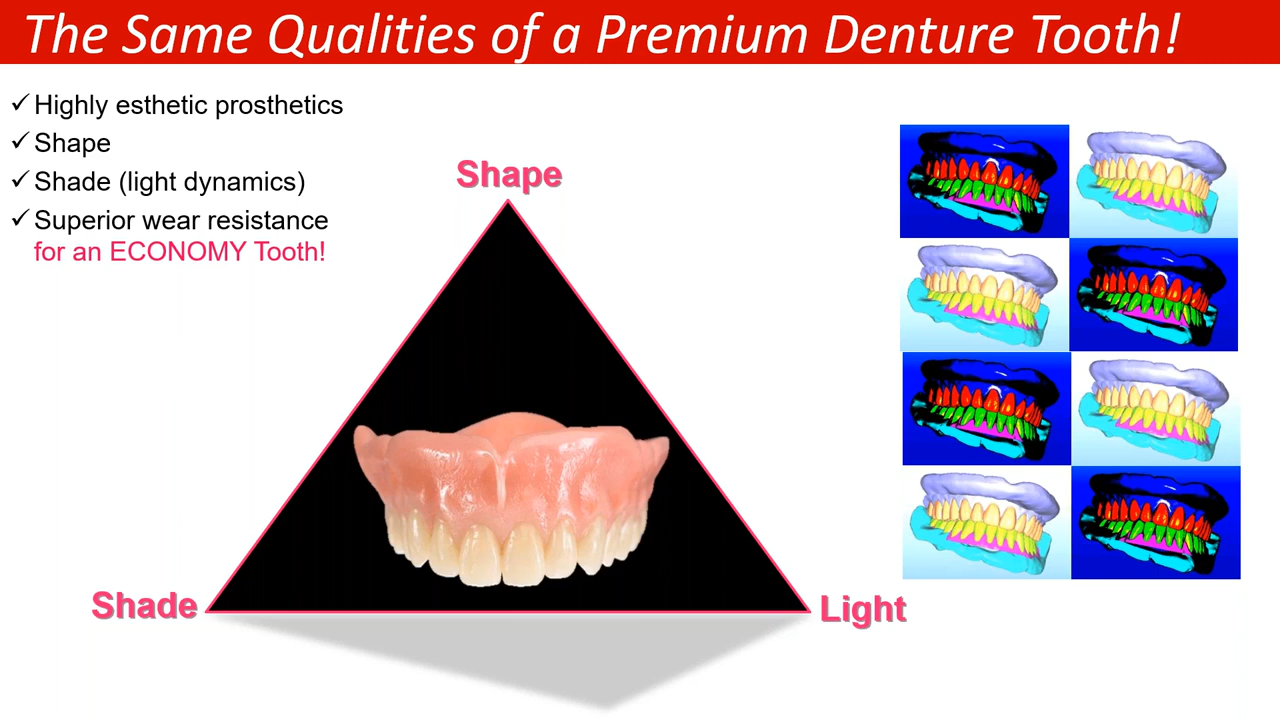 The Same Qualities of a Premium Denture Tooth!
✓ Highly esthetic prosthetics
✓ Shape
✓ Shade (light dynamics)
✓ Superior wear resistance
for an ECONOMY Tooth!
Shape
Shade
Light